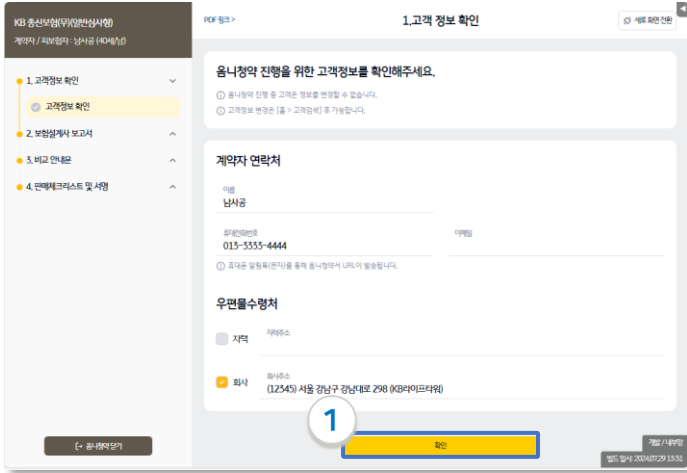 KB 종신보험(무)(일반심사형)
계약자 / 피보험자 : 남사공 (40세/남)
1. 고객정보 확인
고객정보 확인
2. 보험설계사 보고서
3. 비교 안내문
4. 판매체크리스트 및 서명
옴니청약 닫기
PDF 링크 >
1.고객 정보 확인
세로 화면 전환
옴니청약 진행을 위한 고객정보를 확인해주세요.
옴니청약 진행 중 고객은 정보를 변경할 수 없습니다.
고객정보 변경은 [홈 > 고객검색] 후 가능합니다.
계약자 연락처
이름
남사공
휴대전화번호
이메일
013-3333-4444
휴대폰 알림톡(문자)를 통해 옴니청약서 URL이 발송됩니다.
우편물수령처
자택
자택주소
회사
회사주소
(12345) 서울 강남구 강남대로 298 (KB라이프타워)
1
확인
개발 / 내부망
빌드 일시: 2024.07.29 13:51